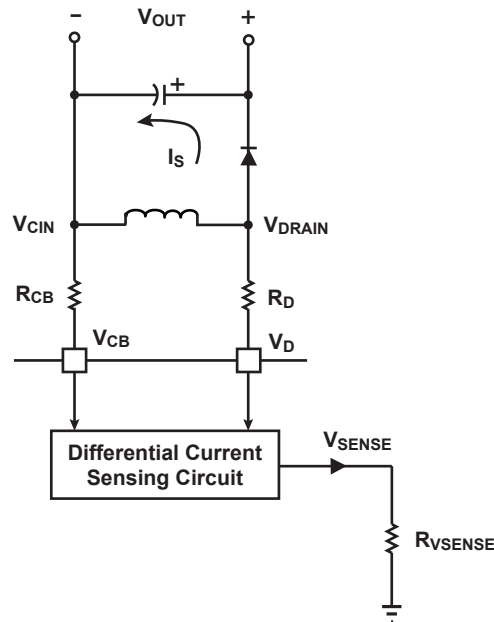 - VOUT +
+
IS
VCIN VDRAIN
RCB RD
VCB VD
Differential Current
Sensing Circuit
VSENSE
RVSENSE